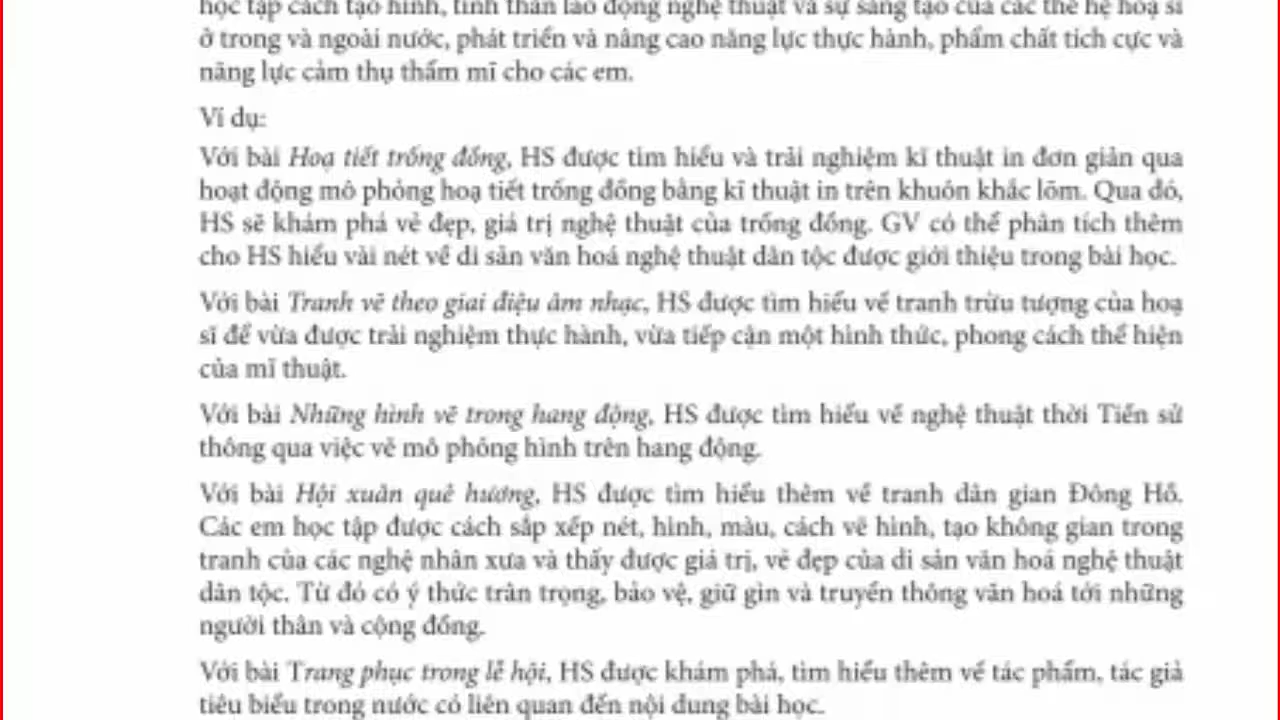 học tập cách tạo hình, tinh thần lao động nghệ thuật và sự sáng tạo của các thế hệ hoạ sĩ
ở trong và ngoài nước, phát triển và nâng cao năng lực thực hành, phẩm chất tích cực và
năng lực cảm thụ thẩm mĩ cho các em.
Ví dụ:
Với bài Hoạ tiết trống đồng, HS được tìm hiểu và trải nghiệm kĩ thuật in đơn giản qua
hoạt động mô phỏng hoạ tiết trống đồng bằng kĩ thuật in trên khuôn khắc lõm. Qua đó,
HS sẽ khám phá vẻ đẹp, giá trị nghệ thuật của trống đồng. GV có thể phân tích thêm
cho HS hiểu vài nét về di sản văn hoá nghệ thuật dân tộc được giới thiệu trong bài học.
Với bài Tranh vẽ theo giai điệu âm nhạc, HS được tìm hiểu về tranh trừu tượng của hoạ
sĩ để vừa được trải nghiệm thực hành, vừa tiếp cận một hình thức, phong cách thể hiện
của mĩ thuật.
Với bài Những hình vẽ trong hang động, HS được tìm hiểu về nghệ thuật thời Tiền sử
thông qua việc vẽ mô phỏng hình trên hang động.
Với bài Hội xuân quê hương, HS được tìm hiểu thêm về tranh dân gian Đông Hồ.
Các em học tập được cách sắp xếp nét, hình, màu, cách vẽ hình, tạo không gian trong
tranh của các nghệ nhân xưa và thấy được giá trị, vẻ đẹp của di sản văn hoá nghệ thuật
dân tộc. Từ đó có ý thức trân trọng, bảo vệ, giữ gìn và truyền thông văn hoá tới những
người thân và cộng đồng.
Với bài Trang phục trong lễ hội, HS được khám phá, tìm hiểu thêm về tác phẩm, tác giả
tiêu biểu trong nước có liên quan đến nội dung bài học.